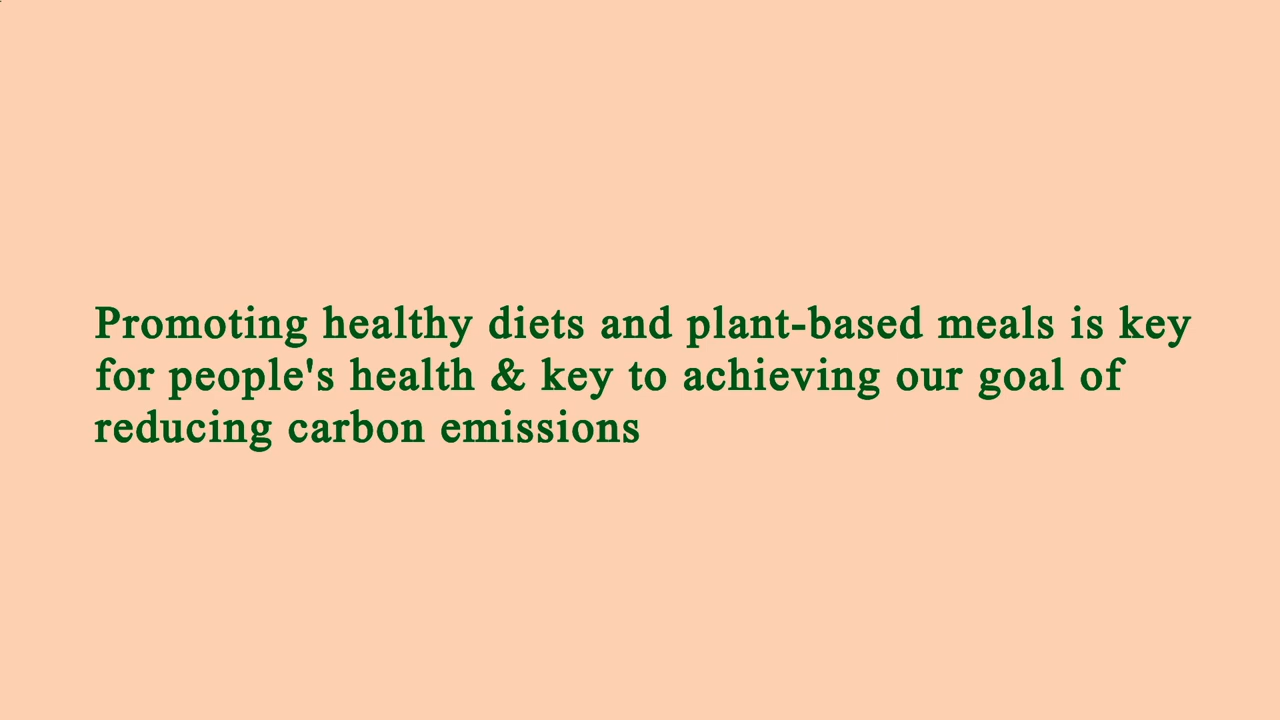 Promoting healthy diets and plant-based meals is key
for people's health & key to achieving our goal of
reducing carbon emissions